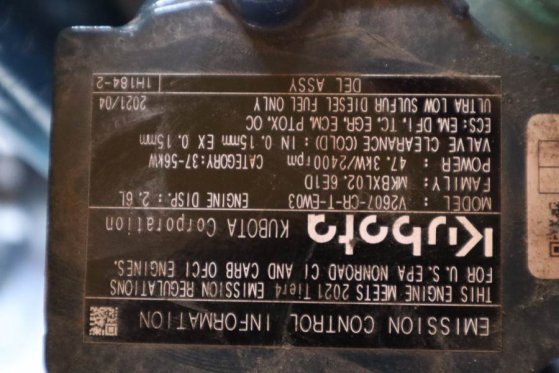 EMISSION CONTROL INFORMATION
THIS ENGINE MEETS 2021 Tier4 EMISSION REGULATIONS
FOR U.S. EPA NONROAD CI AND CARB OFCI ENGINES.
Kubota KUBOTA Corporation
MODEL : V2607-CR-T-EW03 ENGINE DISP.: 2.6L
FAMILY: MKBXL02.6E1D
POWER : 47.3kW/2400rpm CATEGORY:37-56kW
VALVE CLEARANCE (COLD) : IN 0.15mm EX 0.15mm
ECS: EM, DFI, TC, EGR, ECM, PTOX, OC
ULTRA LOW SULFUR DIESEL FUEL ONLY 2021/04
DEL ASSY 1H184-2